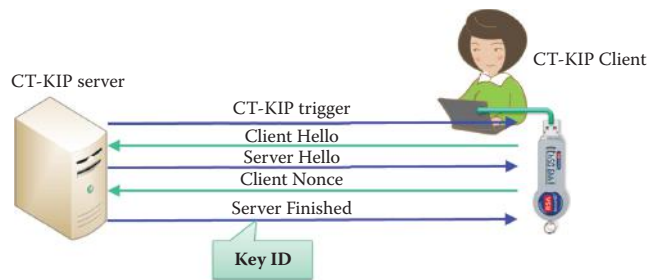 CT-KIP server
CT-KIP Client
CT-KIP trigger
Client Hello
Server Hello
Client Nonce
Server Finished
Key ID
RSA